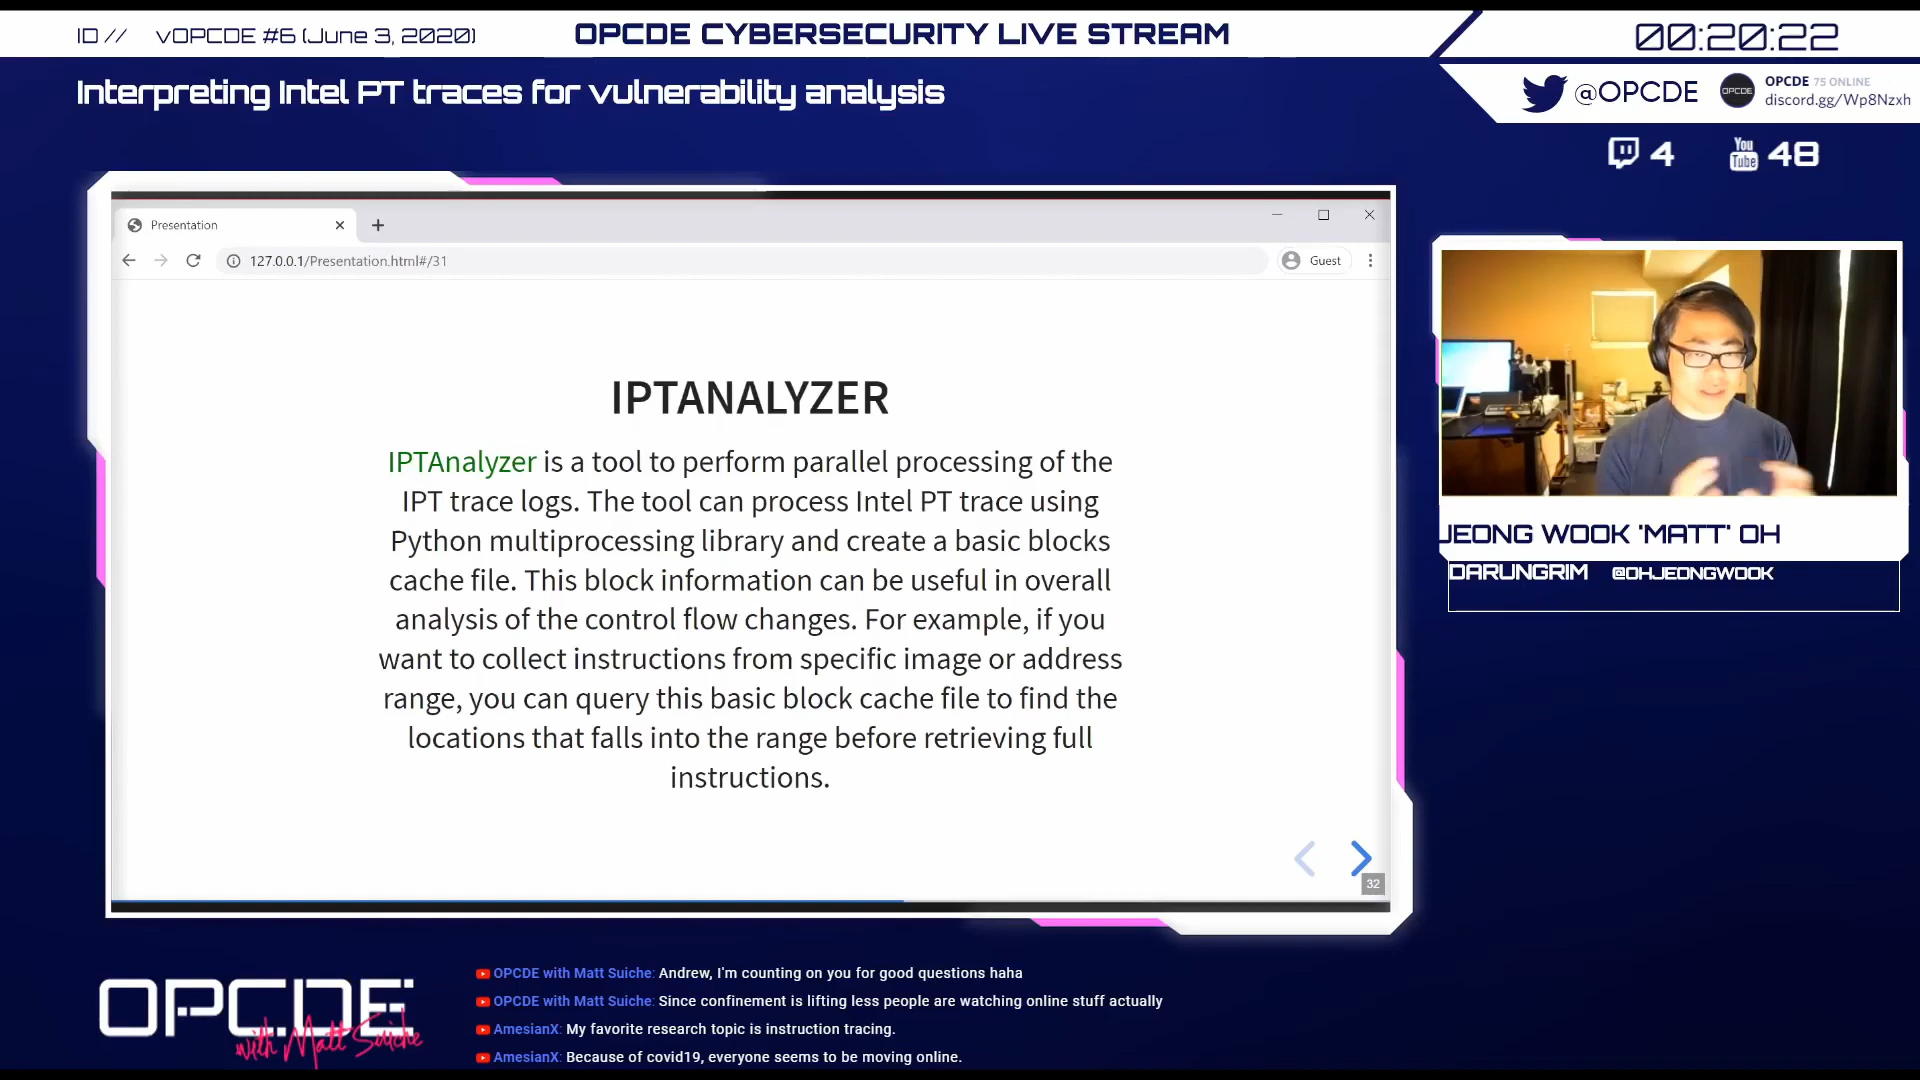 ID // vOPCDE #6 (June 3, 2020)
OPCDE CYBERSECURITY LIVE STREAM
00:20:22
Interpreting Intel PT traces for vulnerability analysis
@OPCDE
OPCDE
OPCDE 75 ONLINE
discord.gg/Wp8Nzxh
4
You Tube 48
Presentation
127.0.0.1/Presentation.html#/31
Guest
IPTANALYZER
IPTAnalyzer is a tool to perform parallel processing of the
IPT trace logs. The tool can process Intel PT trace using
Python multiprocessing library and create a basic blocks
cache file. This block information can be useful in overall
analysis of the control flow changes. For example, if you
want to collect instructions from specific image or address
range, you can query this basic block cache file to find the
locations that falls into the range before retrieving full
instructions.
32
JEONG WOOK 'MATT' OH
DARUNGRIM @OHJEONGWOOK
OPCDE
with Matt Suiche
OPCDE with Matt Suiche: Andrew, I'm counting on you for good questions haha
OPCDE with Matt Suiche: Since confinement is lifting less people are watching online stuff actually
AmesianX: My favorite research topic is instruction tracing.
AmesianX: Because of covid19, everyone seems to be moving online.